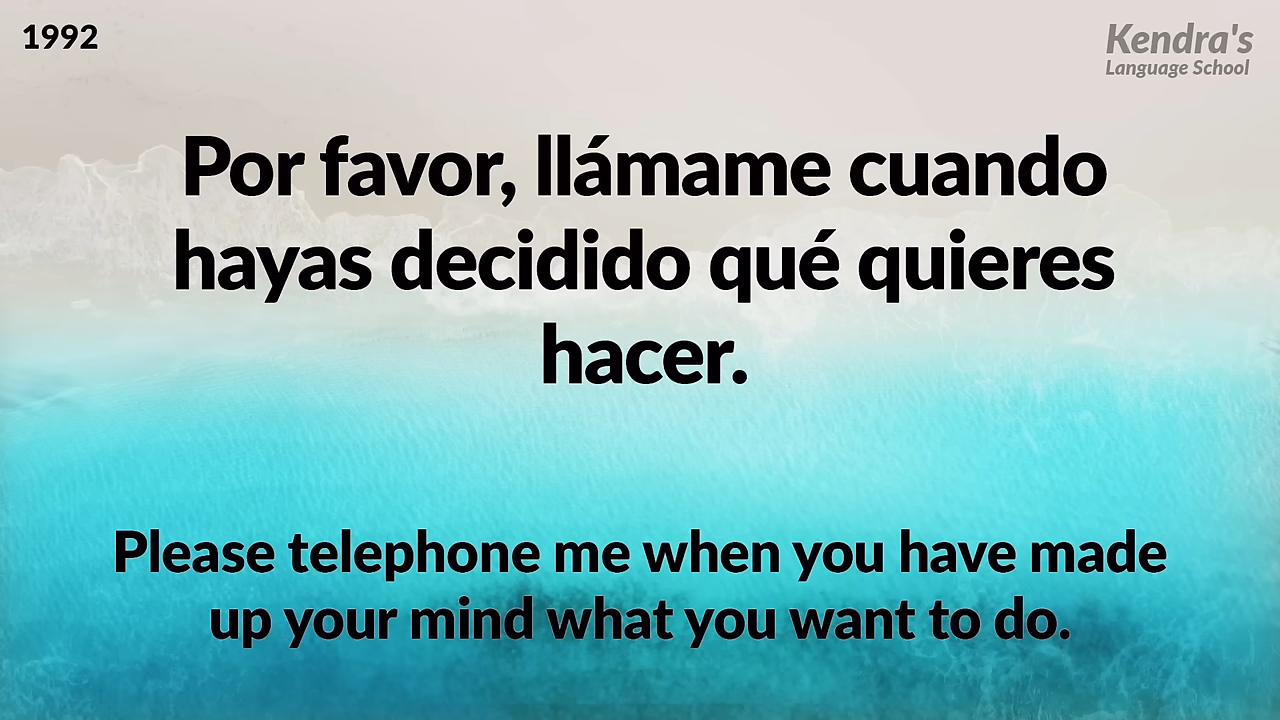 1992
Kendra's
Language School
Por favor, llámame cuando
hayas decidido qué quieres
hacer.
Please telephone me when you have made
up your mind what you want to do.